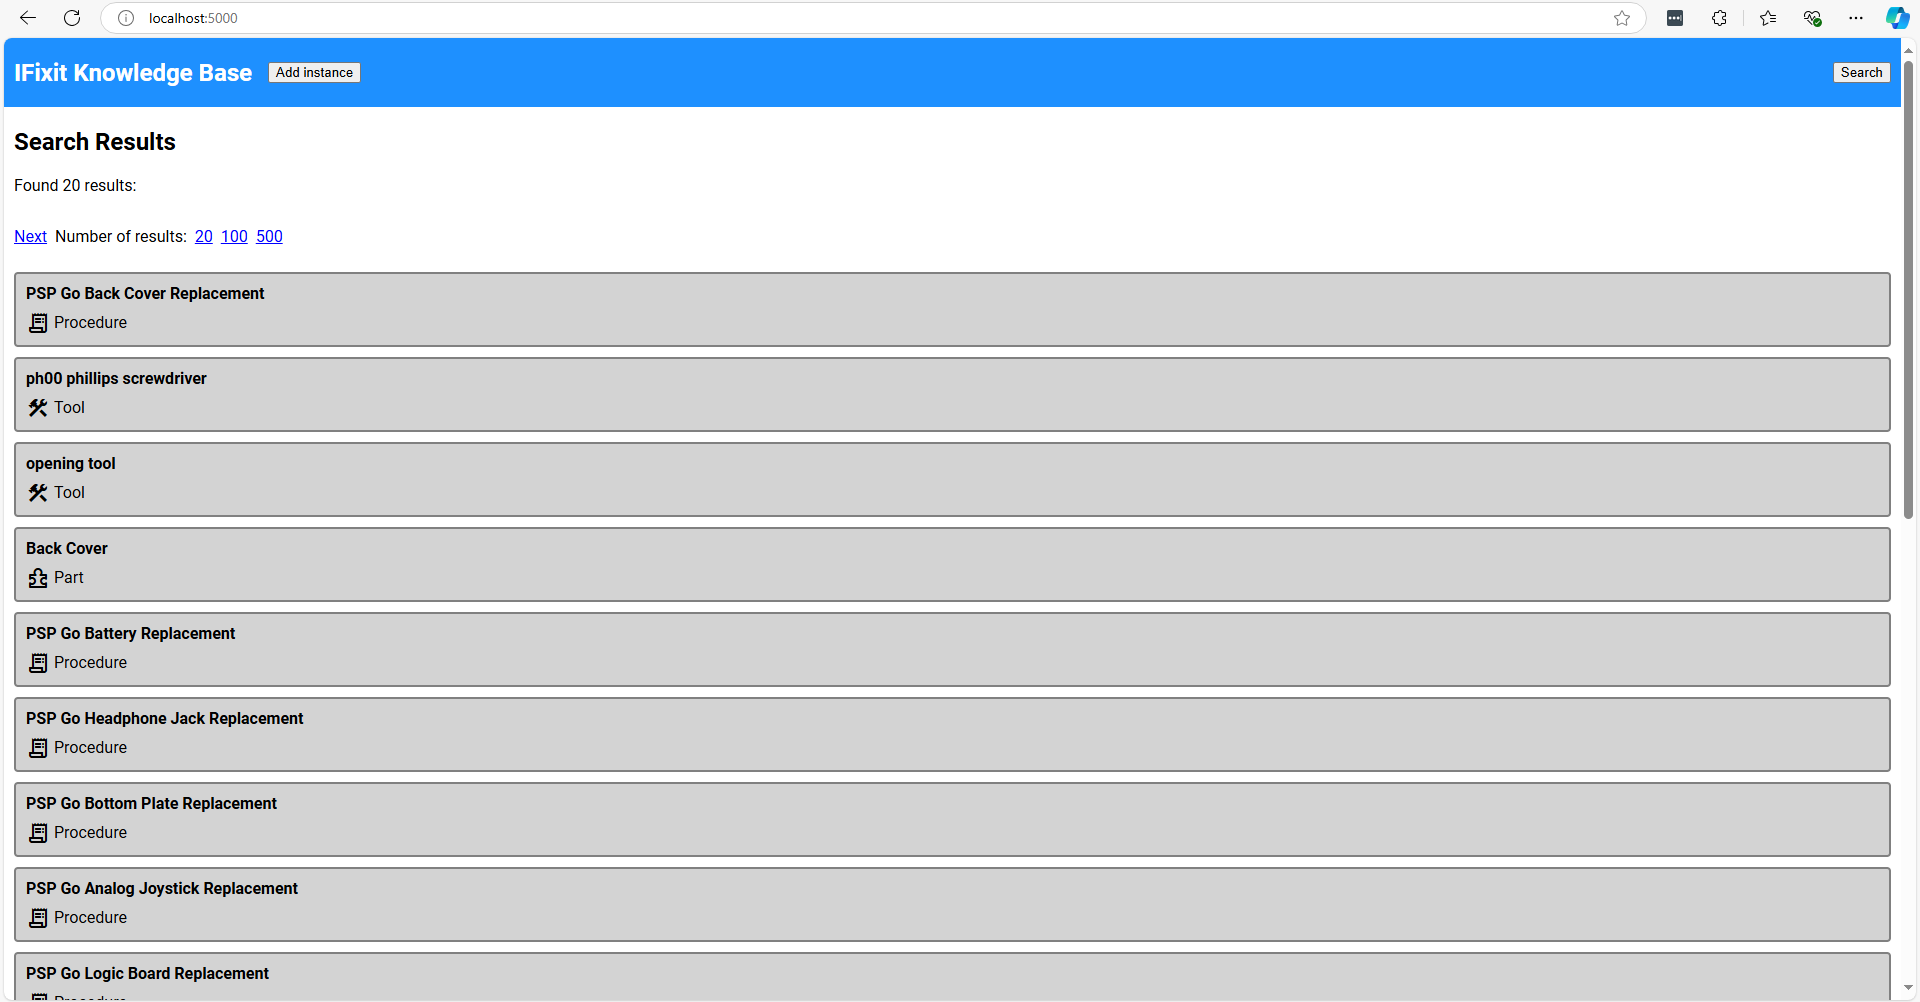 localhost:5000
IFixit Knowledge Base Add instance Search
Search Results
Found 20 results:
Next Number of results: 20 100 500
PSP Go Back Cover Replacement
Procedure
ph00 phillips screwdriver
Tool
opening tool
Tool
Back Cover
Part
PSP Go Battery Replacement
Procedure
PSP Go Headphone Jack Replacement
Procedure
PSP Go Bottom Plate Replacement
Procedure
PSP Go Analog Joystick Replacement
Procedure
PSP Go Logic Board Replacement
Procedure